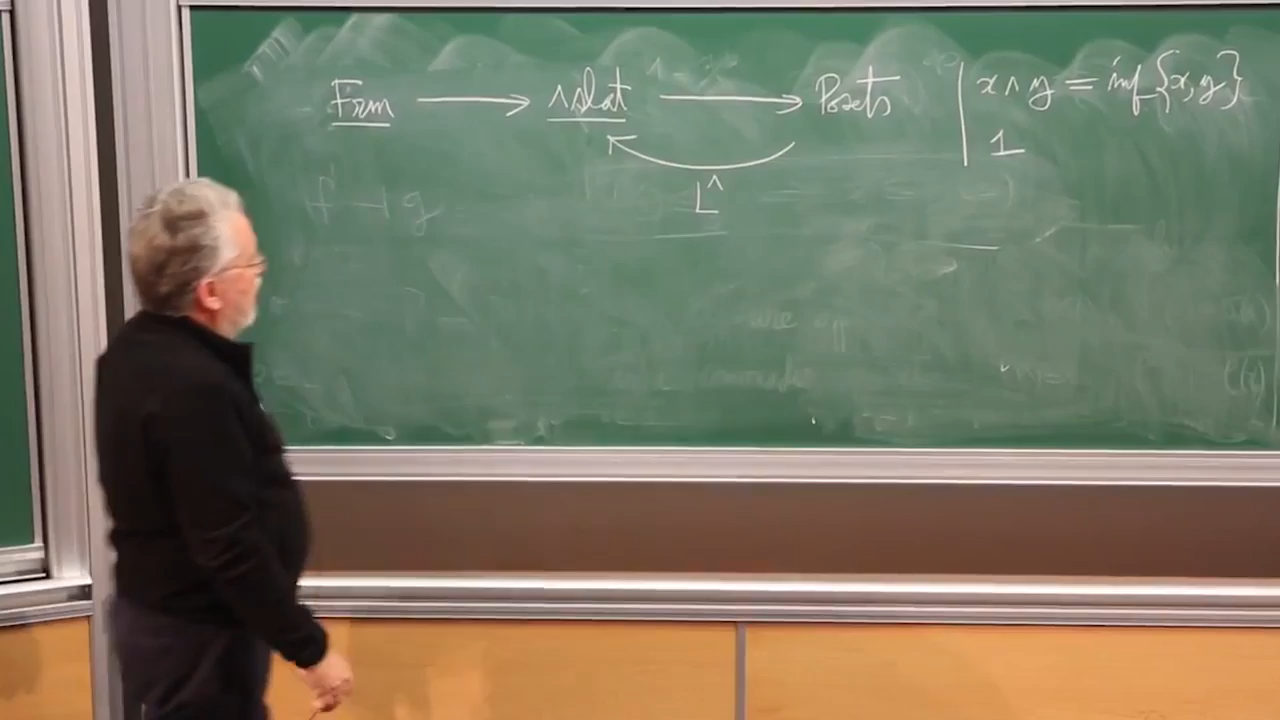 Frm ⟶ ∧slat ⟶ Posets | x ∧ y = inf{x,y}
1
L^
f ⊣ g